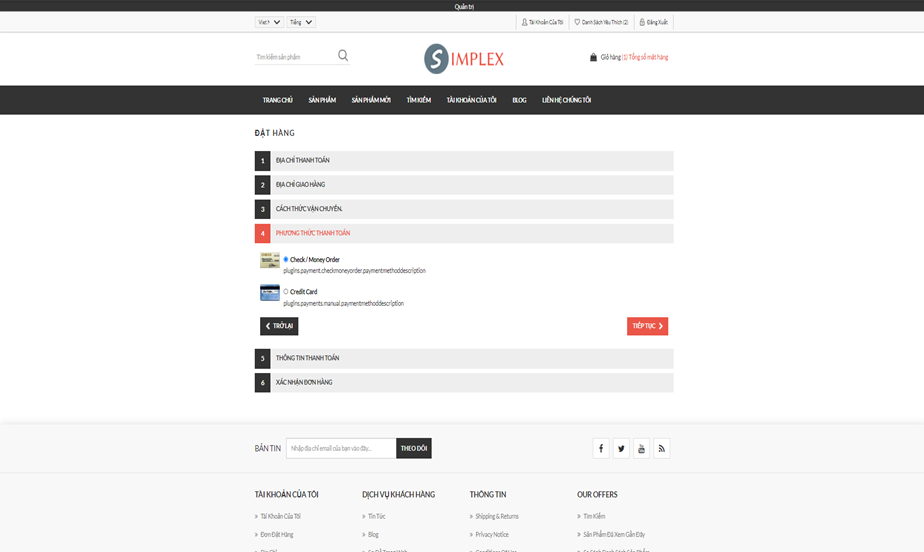 Quản trị
Việt N
Tiếng
Tài Khoản Của Tôi
Danh Sách Yêu Thích (2)
Đăng Xuất
Tìm kiếm sản phẩm
SIMPLEX
Giỏ hàng (1) Tổng số mặt hàng
TRANG CHỦ SẢN PHẨM SẢN PHẨM MỚI TÌM KIẾM TÀI KHOẢN CỦA TÔI BLOG LIÊN HỆ CHÚNG TÔI
ĐẶT HÀNG
1 ĐỊA CHỈ THANH TOÁN
2 ĐỊA CHỈ GIAO HÀNG
3 CÁCH THỨC VẬN CHUYỂN.
4 PHƯƠNG THỨC THANH TOÁN
Check / Money Order
plugins.payment.checkmoneyorder.paymentmethoddescription
Credit Card
plugins.payments.manual.paymentmethoddescription
TRỞ LẠI
TIẾP TỤC
5 THÔNG TIN THANH TOÁN
6 XÁC NHẬN ĐƠN HÀNG
BẢN TIN
Nhập địa chỉ email của bạn vào đây...
THEO DÕI
TÀI KHOẢN CỦA TÔI DỊCH VỤ KHÁCH HÀNG THÔNG TIN OUR OFFERS
» Tài Khoản Của Tôi » Tin Tức » Shipping & Returns » Tìm Kiếm
» Đơn Đặt Hàng » Blog » Privacy Notice » Sản Phẩm Đã Xem Gần Đây